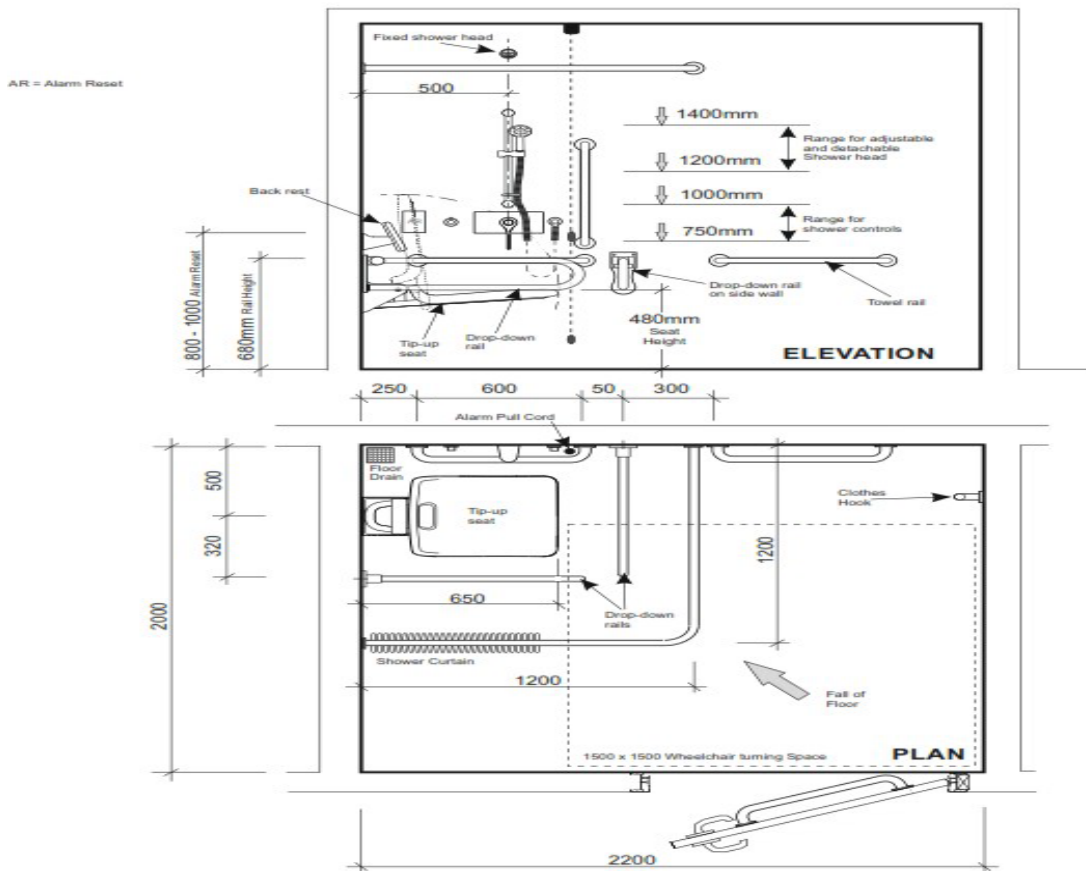 Fixed shower head
AR = Alarm Reset
500
1400mm
Range for adjustable
and detachable
Shower head
1200mm
Back rest
1000mm
Range for
shower controls
750mm
800 - 1000 Alarm Reset
680mm Rail Height
Drop-down rail
on side wall
Towel rail
Tip-up
seat
Drop-down
rail
480mm
Seat
Height
ELEVATION
250
600
50
300
Alarm Pull Cord
Floor
Drain
500
Tip-up
seat
Clothes
Hook
320
1200
2000
650
Drop-down
rails
Shower Curtain
1200
Fall of
Floor
1500 x 1500 Wheelchair turning Space
PLAN
2200